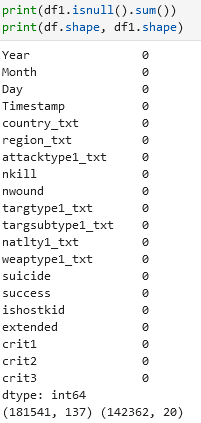 print(df1.isnull().sum())
print(df.shape, df1.shape)
Year 0
Month 0
Day 0
Timestamp 0
country_txt 0
region_txt 0
attacktype1_txt 0
nkill 0
nwound 0
targtype1_txt 0
targsubtype1_txt 0
natlty1_txt 0
weaptype1_txt 0
suicide 0
success 0
ishostkid 0
extended 0
crit1 0
crit2 0
crit3 0
dtype: int64
(181541, 137) (142362, 20)